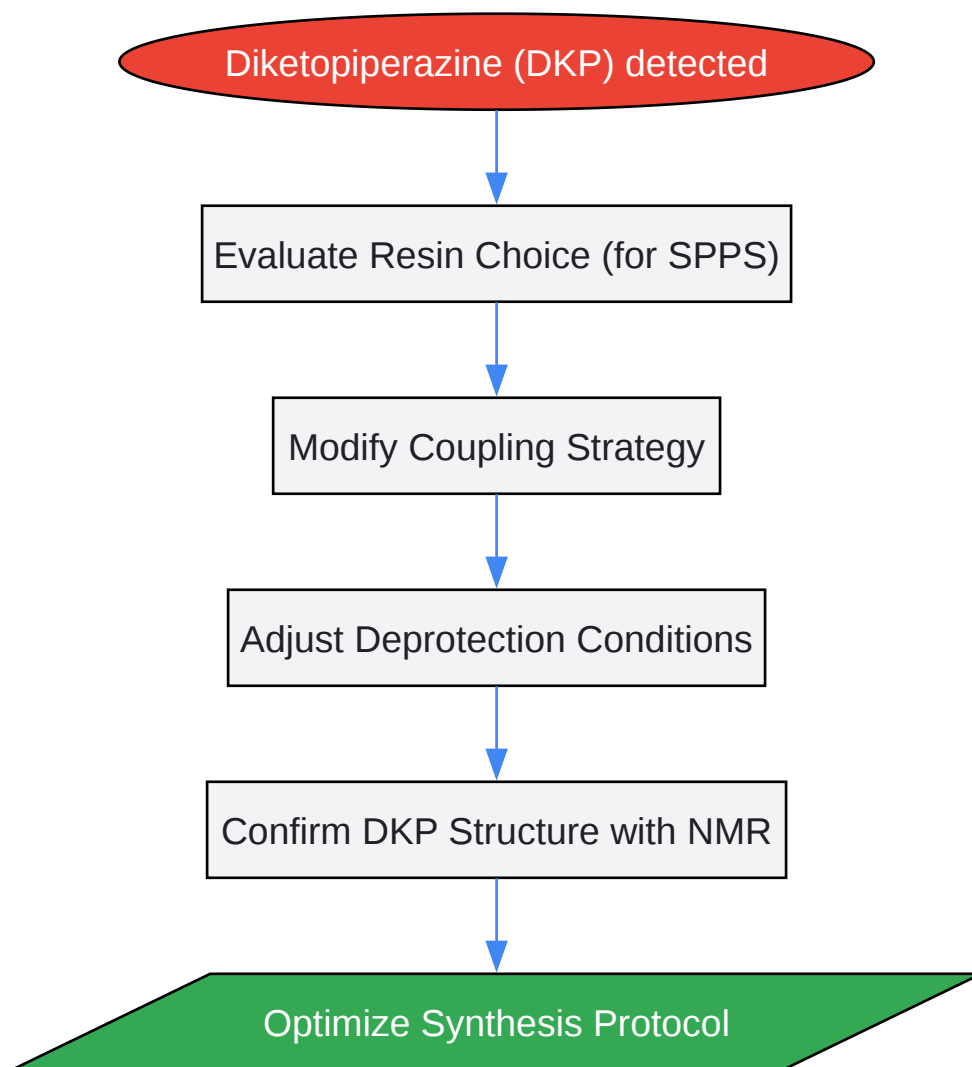 Diketopiperazine (DKP) detected
Evaluate Resin Choice (for SPPS)
Modify Coupling Strategy
Adjust Deprotection Conditions
Confirm DKP Structure with NMR
Optimize Synthesis Protocol